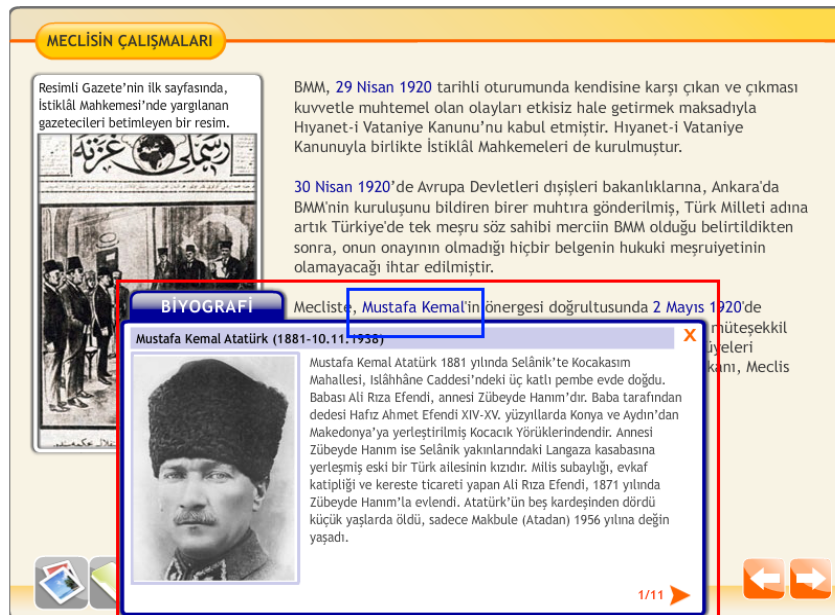 MECLİSİN ÇALIŞMALARI
Resimli Gazete’nin ilk sayfasında,
İstiklâl Mahkemesi’nde yargılanan
gazetecileri betimleyen bir resim.
BMM, 29 Nisan 1920 tarihli oturumunda kendisine karşı çıkan ve çıkması
kuvvetle muhtemel olan olayları etkisiz hale getirmek maksadıyla
Hıyanet-i Vataniye Kanunu’nu kabul etmiştir. Hıyanet-i Vataniye
Kanunuyla birlikte İstiklâl Mahkemeleri de kurulmuştur.
30 Nisan 1920’de Avrupa Devletleri dışişleri bakanlıklarına, Ankara'da
BMM'nin kuruluşunu bildiren birer muhtıra gönderilmiş, Türk Milleti adına
artık Türkiye'de tek meşru söz sahibi merciin BMM olduğu belirtildikten
sonra, onun onayının olmadığı hiçbir belgenin hukuki meşruiyetinin
olamayacağı ihtar edilmiştir.
Mecliste, Mustafa Kemal'in önergesi doğrultusunda 2 Mayıs 1920'de
müteşekkil
üyeleri
kanı, Meclis
BİYOGRAFİ
Mustafa Kemal Atatürk (1881-10.11.1938)
X
Mustafa Kemal Atatürk 1881 yılında Selânik’te Kocakasım
Mahallesi, Islâhhâne Caddesi’ndeki üç katlı pembe evde doğdu.
Babası Ali Rıza Efendi, annesi Zübeyde Hanım’dır. Baba tarafından
dedesi Hafız Ahmet Efendi XIV-XV. yüzyıllarda Konya ve Aydın’dan
Makedonya’ya yerleştirilmiş Kocacık Yörüklerindendir. Annesi
Zübeyde Hanım ise Selânik yakınlarındaki Langaza kasabasına
yerleşmiş eski bir Türk ailesinin kızıdır. Milis subaylığı, evkaf
katipliği ve kereste ticareti yapan Ali Rıza Efendi, 1871 yılında
Zübeyde Hanım’la evlendi. Atatürk’ün beş kardeşinden dördü
küçük yaşlarda öldü, sadece Makbule (Atadan) 1956 yılına değin
yaşadı.
1/11